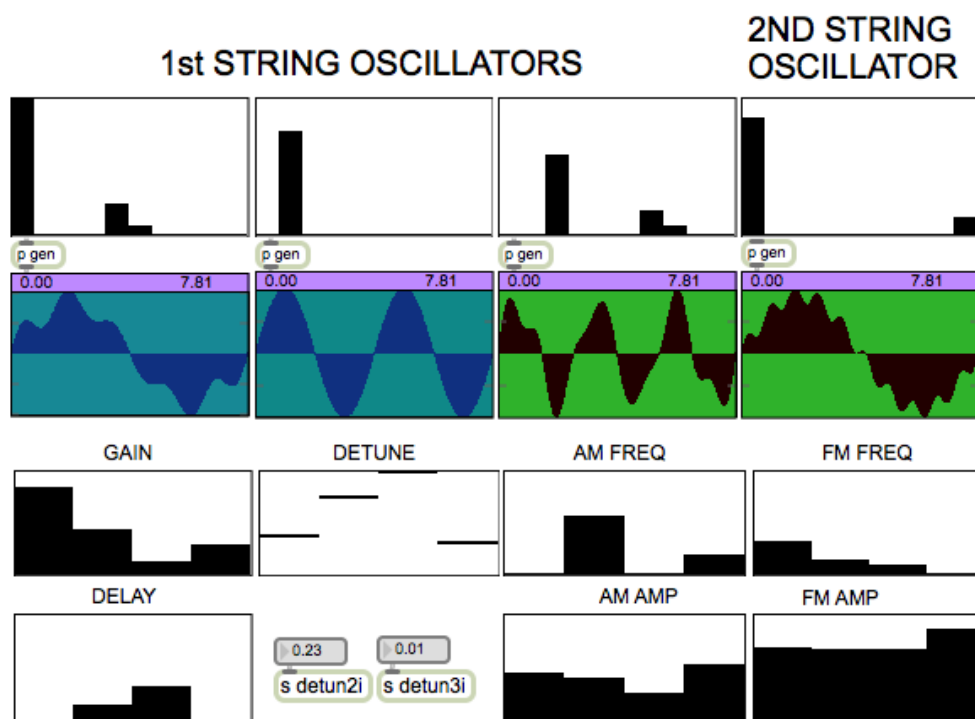 1st STRING OSCILLATORS
2ND STRING
OSCILLATOR
p gen
p gen
p gen
p gen
0.00 7.81
0.00 7.81
0.00 7.81
0.00 7.81
GAIN
DETUNE
AM FREQ
FM FREQ
DELAY
AM AMP
FM AMP
0.23
0.01
s detun2i
s detun3i